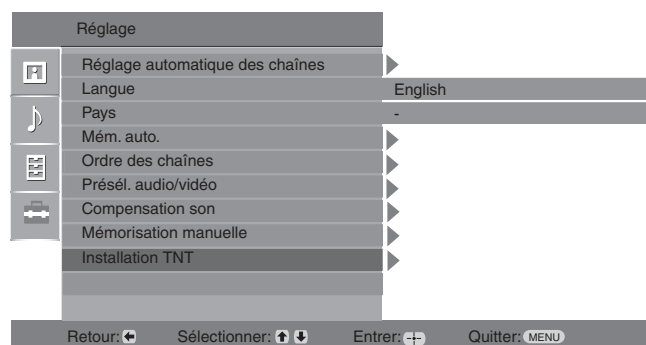 Réglage
Réglage automatique des chaînes
Langue English
Pays -
Mém. auto.
Ordre des chaînes
Présél. audio/vidéo
Compensation son
Mémorisation manuelle
Installation TNT
Retour: Sélectionner: Entrer: Quitter: MENU